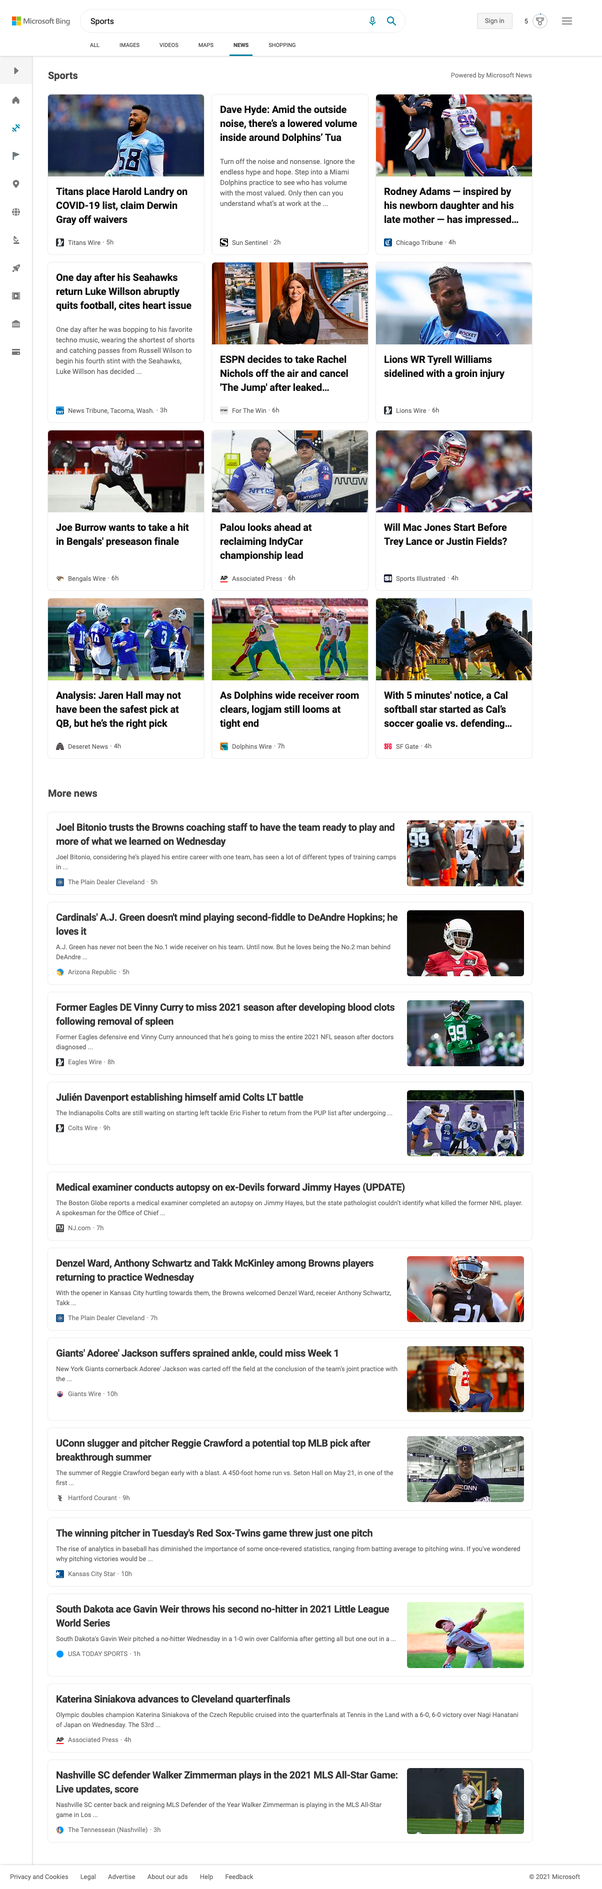 Microsoft Bing
Sports
Sign in
5
ALL
IMAGES
VIDEOS
MAPS
NEWS
SHOPPING
Sports
Powered by Microsoft News
58
Titans place Harold Landry on
COVID-19 list, claim Derwin
Gray off waivers
Titans Wire · 5h
Dave Hyde: Amid the outside
noise, there's a lowered volume
inside around Dolphins' Tua
Turn off the noise and nonsense. Ignore the
endless hype and hope. Step into a Miami
Dolphins practice to see who has volume
with the most valued. Only then can you
understand what's at work at the ...
Sun Sentinel · 2h
Rodney Adams — inspired by
his newborn daughter and his
late mother — has impressed...
Chicago Tribune · 4h
One day after his Seahawks
return Luke Willson abruptly
quits football, cites heart issue
One day after he was bopping to his favorite
techno music, wearing the shortest of shorts
and catching passes from Russell Wilson to
begin his fourth stint with the Seahawks,
Luke Willson has decided ...
News Tribune, Tacoma, Wash. · 3h
ESPN decides to take Rachel
Nichols off the air and cancel
'The Jump' after leaked...
For The Win · 6h
Lions WR Tyrell Williams
sidelined with a groin injury
Lions Wire · 6h
Joe Burrow wants to take a hit
in Bengals' preseason finale
Bengals Wire · 6h
Palou looks ahead at
reclaiming IndyCar
championship lead
AP Associated Press · 6h
Will Mac Jones Start Before
Trey Lance or Justin Fields?
Sports Illustrated · 4h
Analysis: Jaren Hall may not
have been the safest pick at
QB, but he's the right pick
Deseret News · 4h
As Dolphins wide receiver room
clears, logjam still looms at
tight end
Dolphins Wire · 7h
With 5 minutes' notice, a Cal
softball star started as Cal's
soccer goalie vs. defending...
SF Gate · 4h
More news
Joel Bitonio trusts the Browns coaching staff to have the team ready to play and
more of what we learned on Wednesday
Joel Bitonio, considering he's played his entire career with one team, has seen a lot of different types of training camps
in ...
The Plain Dealer Cleveland · 5h
99
Cardinals' A.J. Green doesn't mind playing second-fiddle to DeAndre Hopkins; he
loves it
A.J. Green has never not been the No.1 wide receiver on his team. Until now. But he loves being the No.2 man behind
DeAndre ...
Arizona Republic · 5h
Former Eagles DE Vinny Curry to miss 2021 season after developing blood clots
following removal of spleen
Former Eagles defensive end Vinny Curry announced that he's going to miss the entire 2021 NFL season after doctors
diagnosed ...
Eagles Wire · 8h
99
Julién Davenport establishing himself amid Colts LT battle
The Indianapolis Colts are still waiting on starting left tackle Eric Fisher to return from the PUP list after undergoing ...
Colts Wire · 9h
73
Medical examiner conducts autopsy on ex-Devils forward Jimmy Hayes (UPDATE)
The Boston Globe reports a medical examiner completed an autopsy on Jimmy Hayes, but the state pathologist couldn't identify what killed the former NHL player.
A spokesman for the Office of Chief ...
NJ.com · 7h
Denzel Ward, Anthony Schwartz and Takk McKinley among Browns players
returning to practice Wednesday
With the opener in Kansas City hurtling towards them, the Browns welcomed Denzel Ward, receier Anthony Schwartz,
Takk ...
The Plain Dealer Cleveland · 7h
21
Giants' Adoree' Jackson suffers sprained ankle, could miss Week 1
New York Giants cornerback Adoree' Jackson was carted off the field at the conclusion of the team's joint practice with
the ...
Giants Wire · 10h
UConn slugger and pitcher Reggie Crawford a potential top MLB pick after
breakthrough summer
The summer of Reggie Crawford began early with a blast. A 450-foot home run vs. Seton Hall on May 21, in one of the
first ...
Hartford Courant · 9h
The winning pitcher in Tuesday's Red Sox-Twins game threw just one pitch
The rise of analytics in baseball has diminished the importance of some once-revered statistics, ranging from batting average to pitching wins. If you've wondered
why pitching victories would be ...
Kansas City Star · 10h
South Dakota ace Gavin Weir throws his second no-hitter in 2021 Little League
World Series
South Dakota's Gavin Weir pitched a no-hitter Wednesday in a 1-0 win over California after getting all but one out in a ...
USA TODAY SPORTS · 1h
Katerina Siniakova advances to Cleveland quarterfinals
Olympic doubles champion Katerina Siniakova of the Czech Republic cruised into the quarterfinals at Tennis in the Land with a 6-0, 6-0 victory over Nagi Hanatani
of Japan on Wednesday. The 53rd ...
AP Associated Press · 4h
Nashville SC defender Walker Zimmerman plays in the 2021 MLS All-Star Game:
Live updates, score
Nashville SC center back and reigning MLS Defender of the Year Walker Zimmerman is playing in the MLS All-Star
game in Los ...
The Tennessean (Nashville) · 3h
Privacy and Cookies
Legal
Advertise
About our ads
Help
Feedback
© 2021 Microsoft